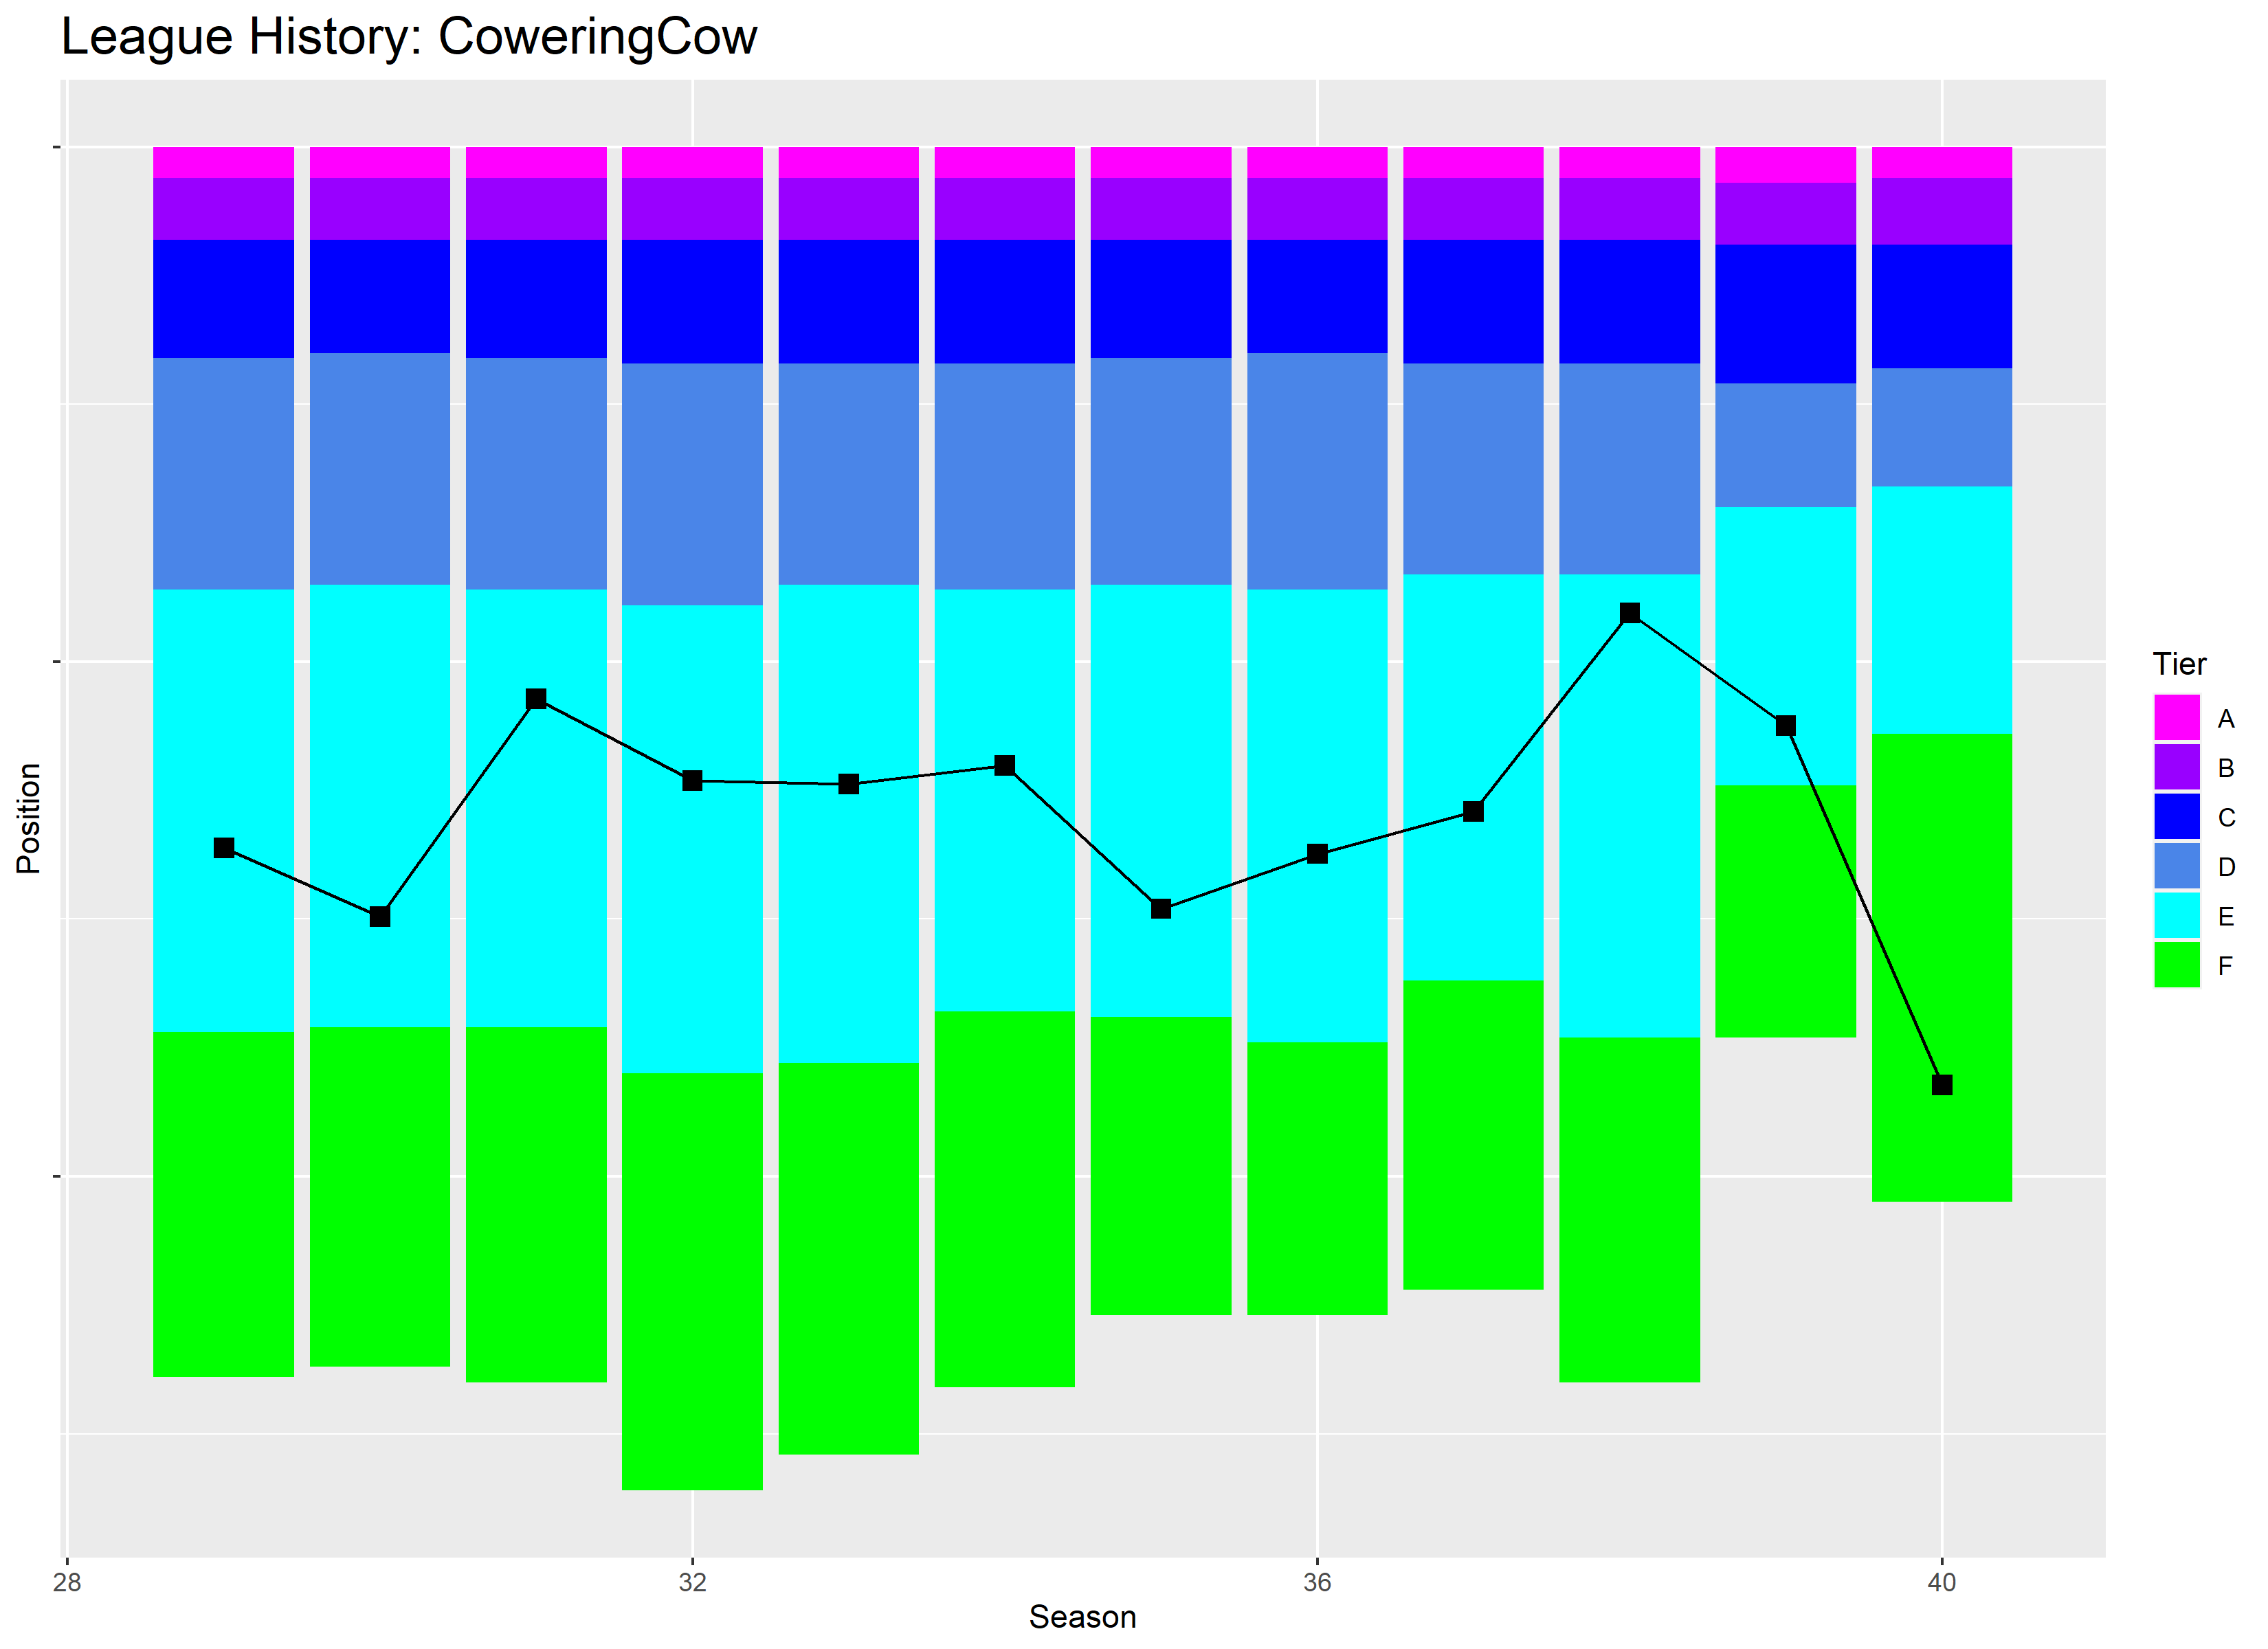 League History: CoweringCow
Position
Tier
A
B
C
D
E
F
28
32
36
40
Season